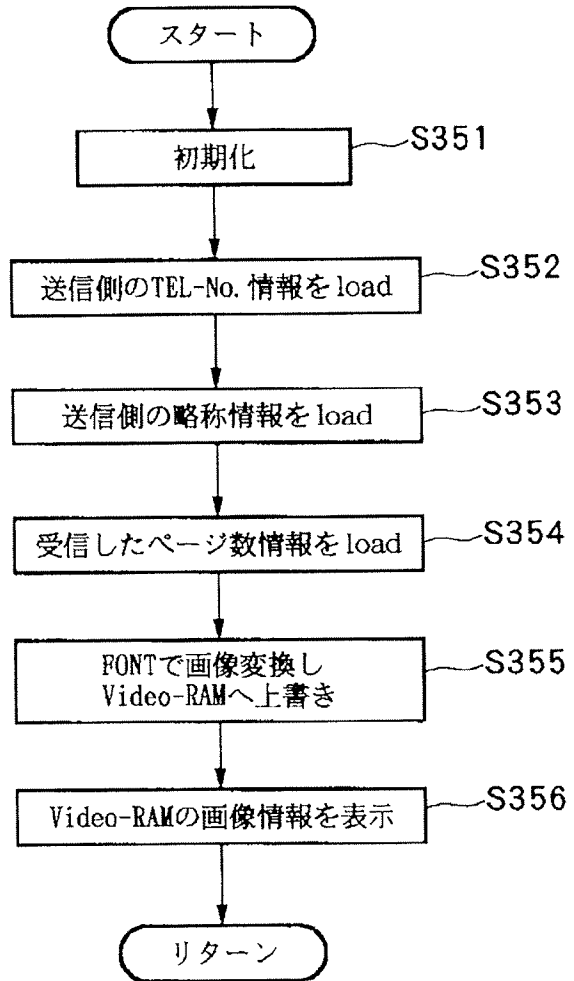 スタート
初期化
S351
送信側のTEL-No.情報をload
S352
送信側の略称情報をload
S353
受信したページ数情報をload
S354
FONTで画像変換し
Video-RAMへ上書き
S355
Video-RAMの画像情報を表示
S356
リターン